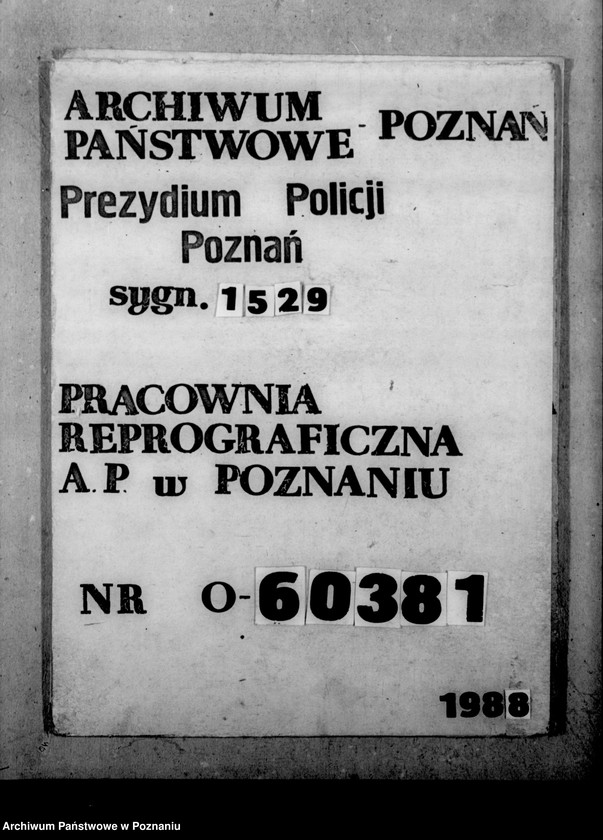 ARCHIWUM
PAŃSTWOWE - POZNAŃ
Prezydium Policji
Poznań
sygn. 1529
PRACOWNIA
REPROGRAFICZNA
A.P. w POZNANIU
NR O-60381
1988
Archiwum Państwowe w Poznaniu